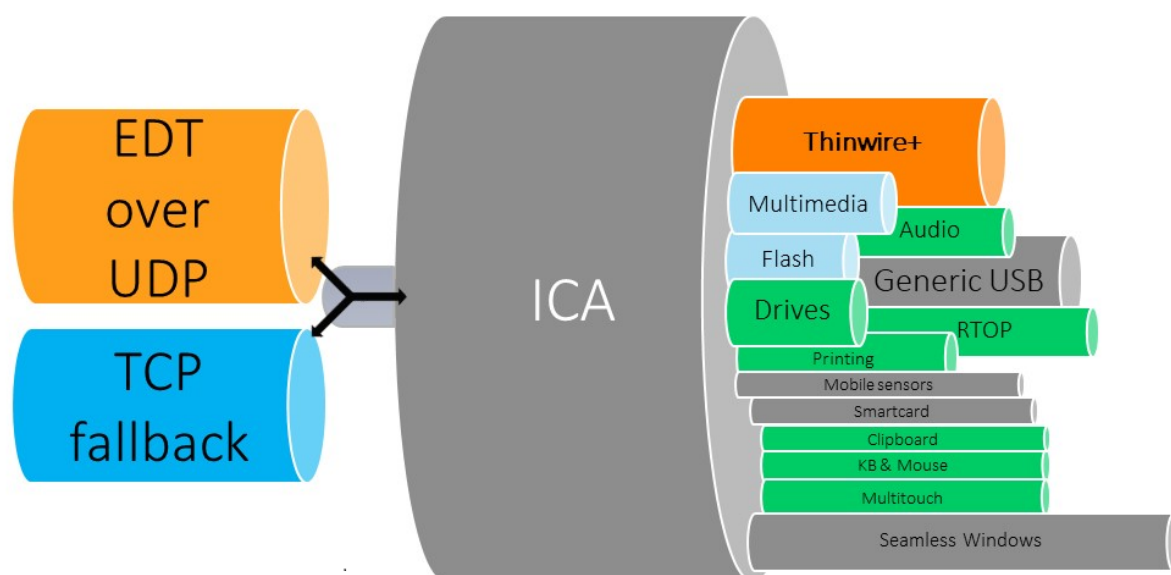 EDT
over
UDP
TCP
fallback
ICA
Thinwire+
Multimedia
Audio
Flash
Generic USB
Drives
RTOP
Printing
Mobile sensors
Smartcard
Clipboard
KB & Mouse
Multitouch
Seamless Windows